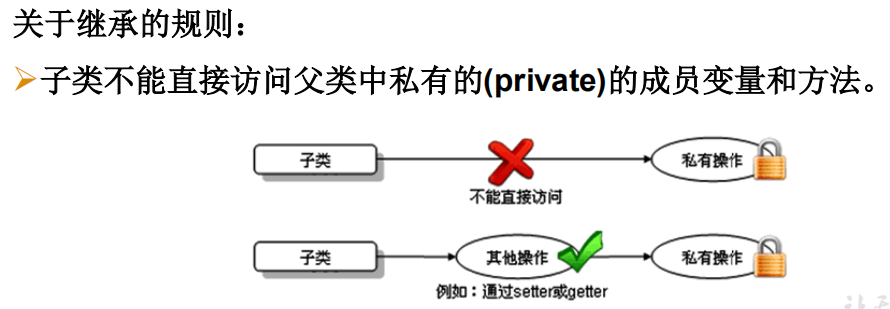 关于继承的规则：
➢子类不能直接访问父类中私有的(private)的成员变量和方法。
子类
私有操作
不能直接访问
子类
其他操作
私有操作
例如：通过setter或getter